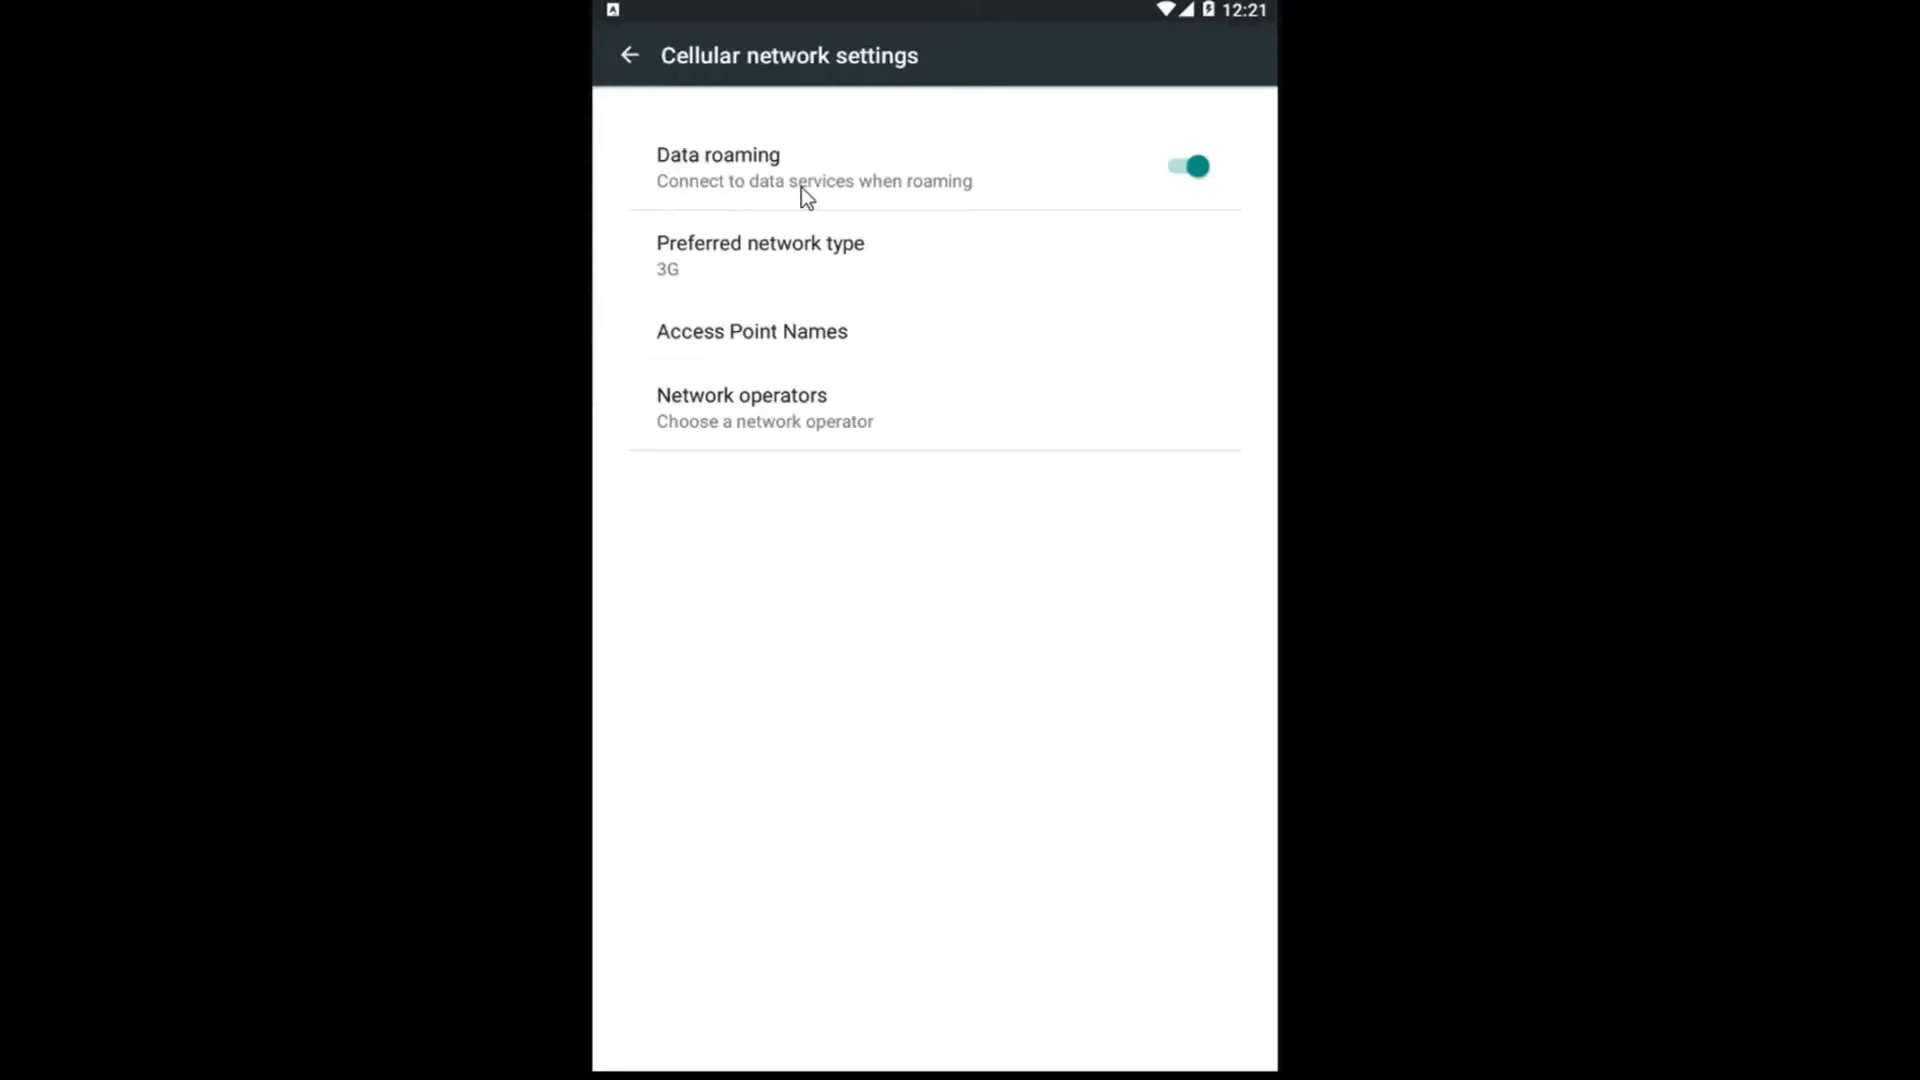 12:21
Cellular network settings
Data roaming
Connect to data services when roaming
Preferred network type
3G
Access Point Names
Network operators
Choose a network operator